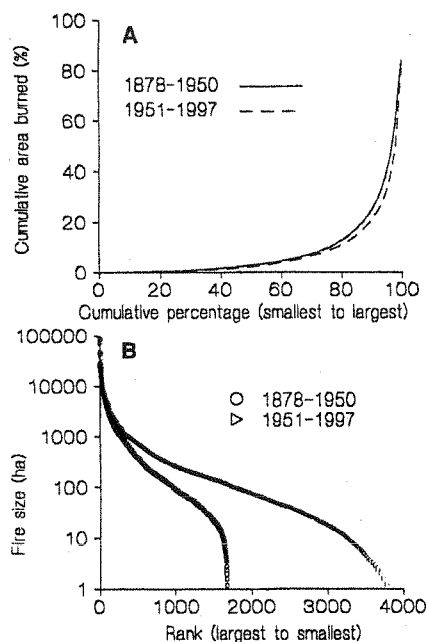 A
100
80
60
40
20
0
Cumulative area burned (%)
1878-1950
1951-1997
0 20 40 60 80 100
Cumulative percentage (smallest to largest)
B
100000
10000
1000
100
10
1
Fire size (ha)
1878-1950
1951-1997
0 1000 2000 3000 4000
Rank (largest to smallest)